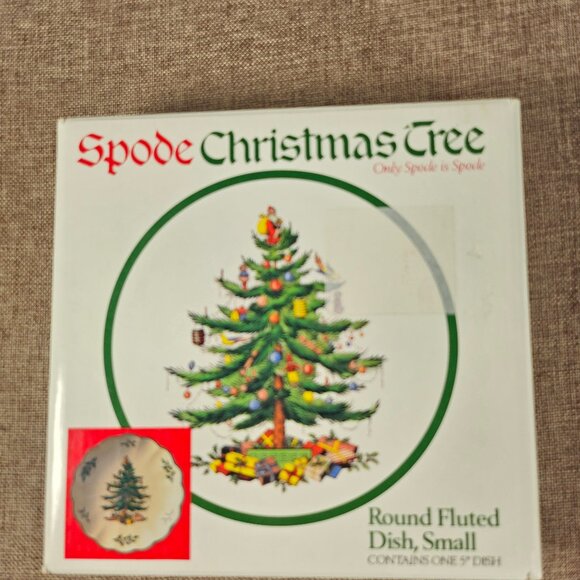 Spode Christmas Tree
Only Spode is Spode
Round Fluted
Dish, Small
CONTAINS ONE 5" DISH